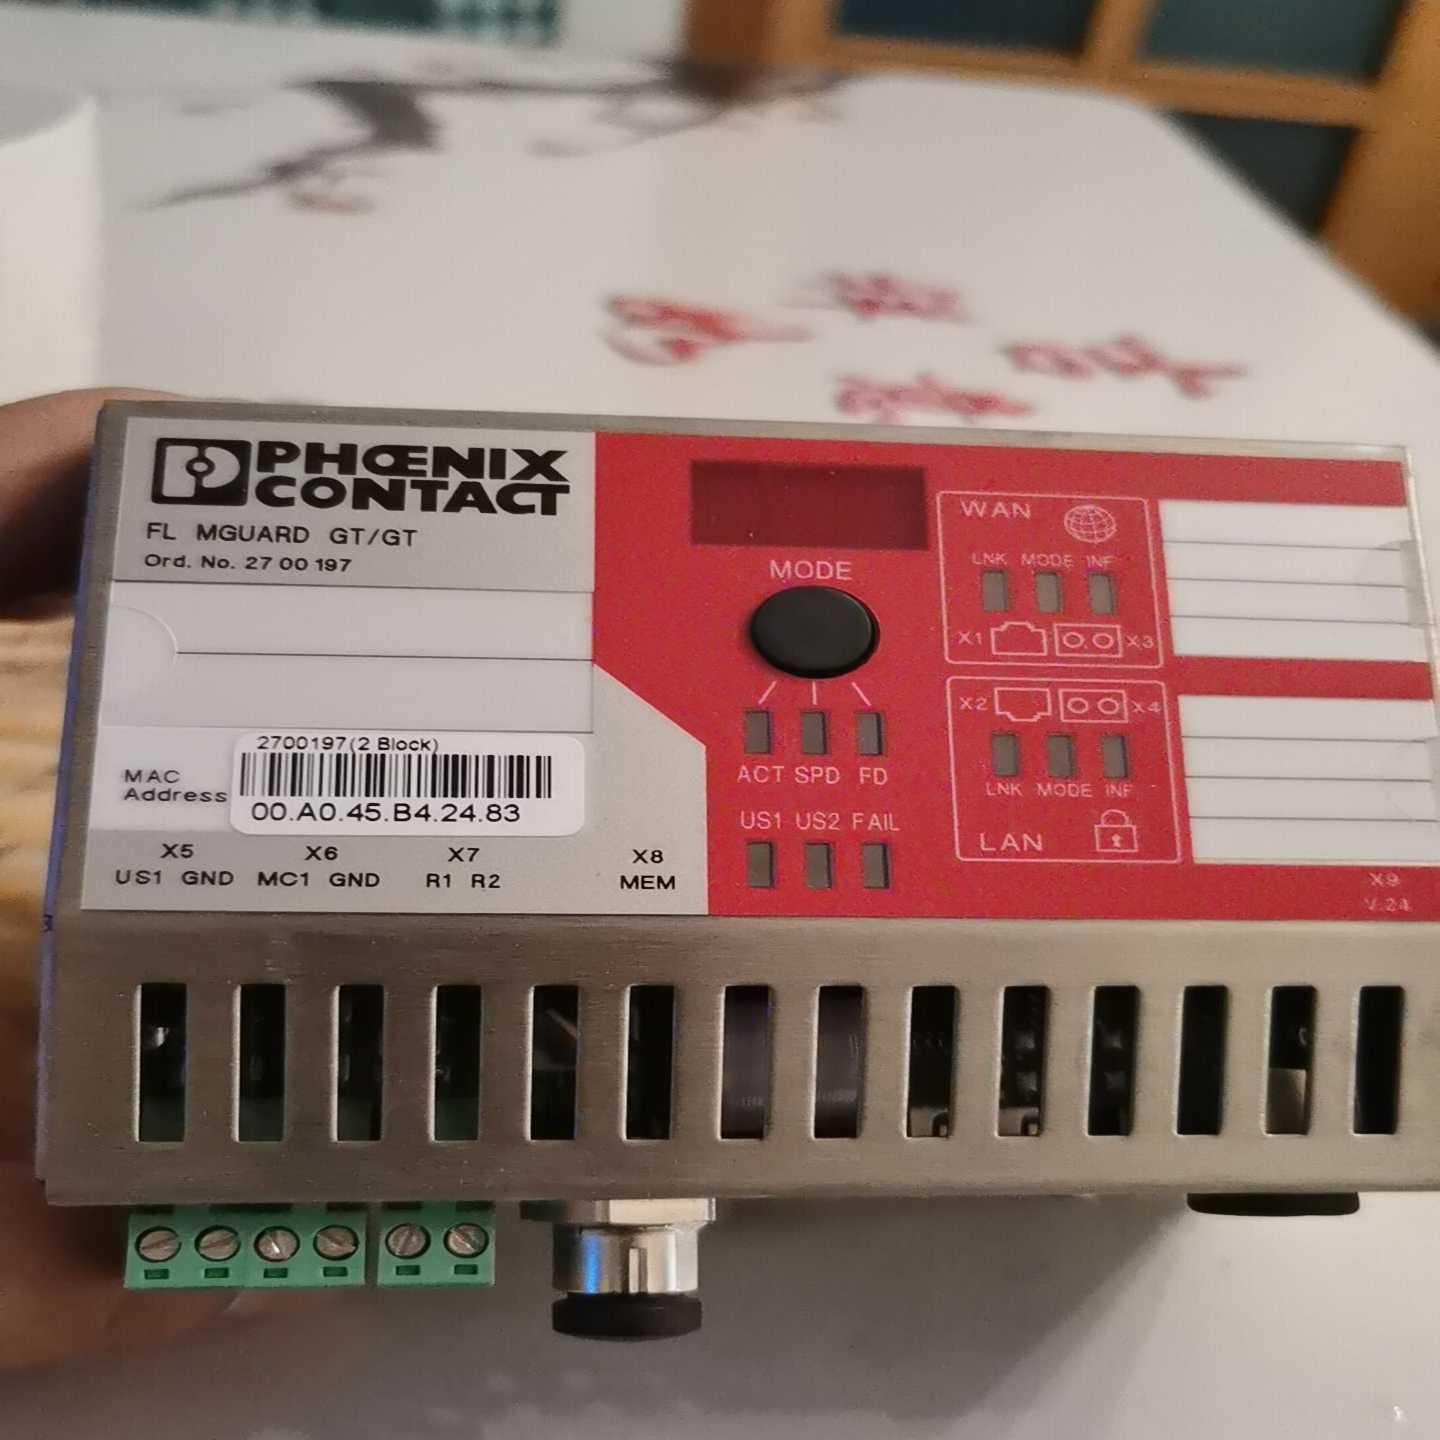 PHŒNIX
CONTACT
FL MGUARD GT/GT
Ord. No. 27 00 197
2700197(2 Block)
MAC
Address
00.A0.45.B4.24.83
X5
US1 GND
X6
MC1 GND
X7
R1 R2
X8
MEM
MODE
ACT SPD FD
US1 US2 FAIL
WAN
LNK MODE INF
X1 X3
X2 X4
LNK MODE INF
LAN
X9
V.24